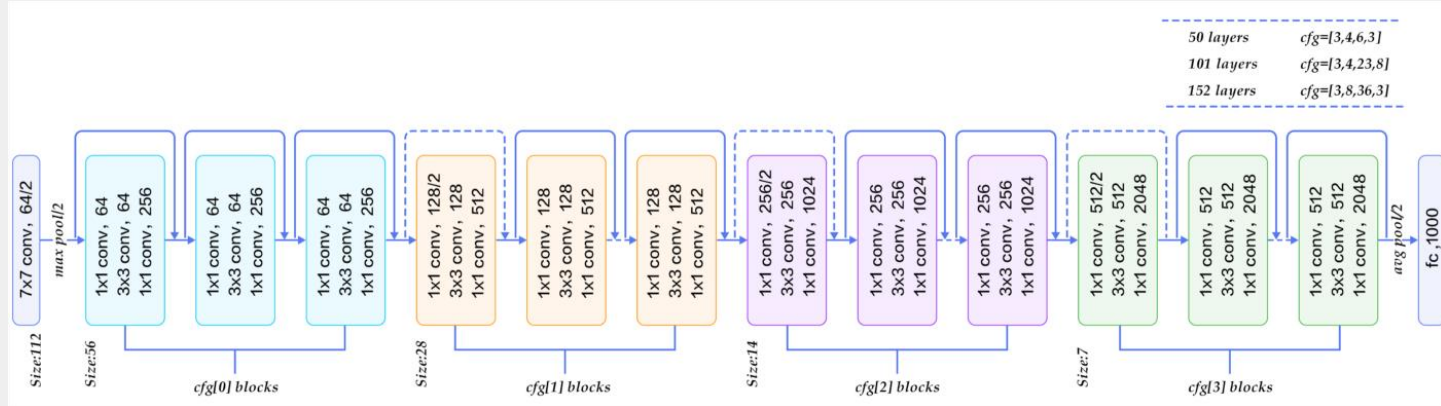 50 layers cfg=[3,4,6,3]
101 layers cfg=[3,4,23,8]
152 layers cfg=[3,8,36,3]
7x7 conv, 64/2
max pool/2
1x1 conv, 64
3x3 conv, 64
1x1 conv, 256
1x1 conv, 64
3x3 conv, 64
1x1 conv, 256
1x1 conv, 64
3x3 conv, 64
1x1 conv, 256
1x1 conv, 128/2
3x3 conv, 128
1x1 conv, 512
1x1 conv, 128
3x3 conv, 128
1x1 conv, 512
1x1 conv, 128
3x3 conv, 128
1x1 conv, 512
1x1 conv, 256/2
3x3 conv, 256
1x1 conv, 1024
1x1 conv, 256
3x3 conv, 256
1x1 conv, 1024
1x1 conv, 256
3x3 conv, 256
1x1 conv, 1024
1x1 conv, 512/2
3x3 conv, 512
1x1 conv, 2048
1x1 conv, 512
3x3 conv, 512
1x1 conv, 2048
1x1 conv, 512
3x3 conv, 512
1x1 conv, 2048
avg pool/2
fc ,1000
Size:112
Size:56
cfg[0] blocks
Size:28
cfg[1] blocks
Size:14
cfg[2] blocks
Size:7
cfg[3] blocks